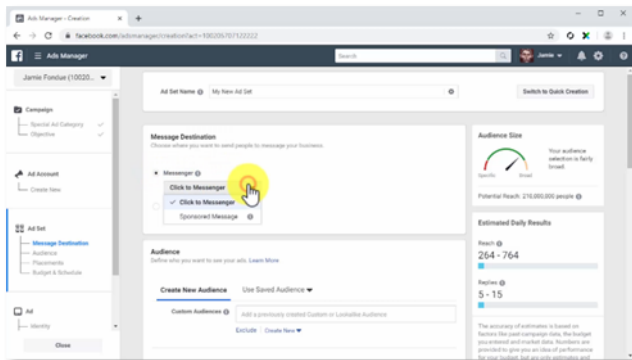 Ads Manager - Creation
facebook.com/adsmanager/creation?act=100205707122222
Ads Manager
Search
Jamie
Jamie Fondue (10020...
Ad Set Name
My New Ad Set
Switch to Quick Creation
Campaign
Special Ad Category
Objective
Ad Account
Create New
Ad Set
Message Destination
Audience
Placements
Budget & Schedule
Ad
Identity
Close
Message Destination
Choose where you want to send people to message your business.
Messenger
Click to Messenger
Click to Messenger
Sponsored Message
Audience
Define who you want to see your ads. Learn More
Create New Audience
Use Saved Audience
Custom Audiences
Add a previously created Custom or Lookalike Audience
Exclude
Create New
Audience Size
Your audience
selection is fairly
broad.
Specific
Broad
Potential Reach: 210,000,000 people
Estimated Daily Results
Reach
264 - 764
Replies
5 - 15
The accuracy of estimates is based on
factors like past campaign data, the budget
you entered and market data. Numbers are
provided to give you an idea of performance
for your budget, but are only estimates and